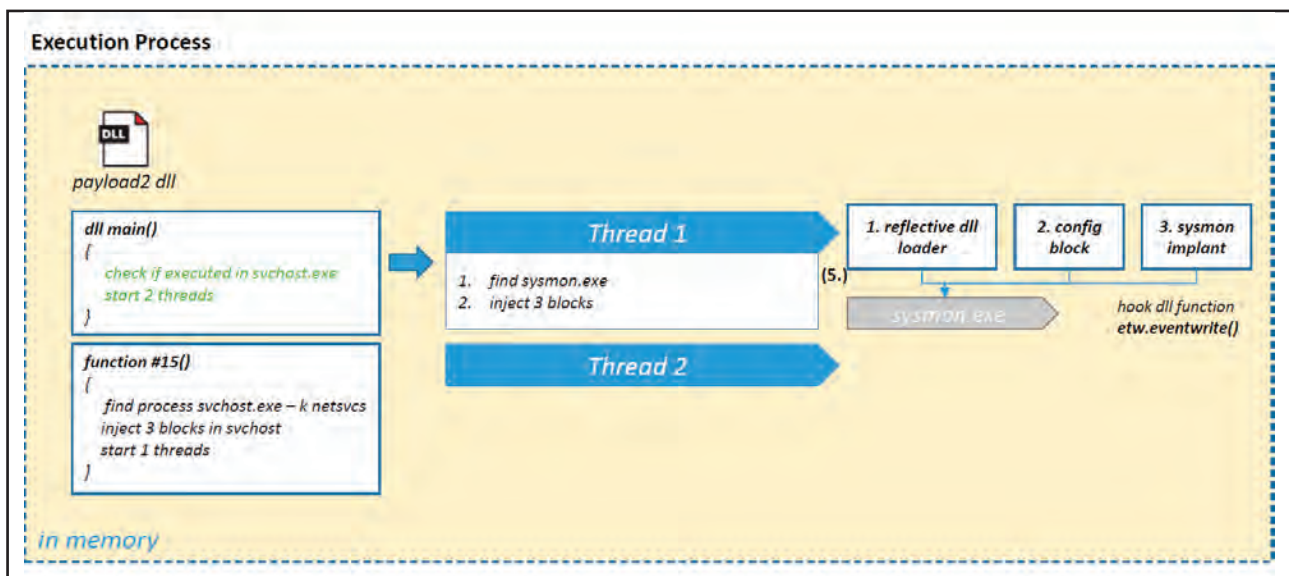 Execution Process
DLL
payload2 dll
dll main()
{
check if executed in svchost.exe
start 2 threads
}
function #15()
{
find process svchost.exe – k netsvcs
inject 3 blocks in svchost
start 1 threads
}
Thread 1
1. find sysmon.exe
2. inject 3 blocks
Thread 2
(5.)
1. reflective dll
loader
2. config
block
3. sysmon
implant
sysmon exe
hook dll function
etw.eventwrite()
in memory